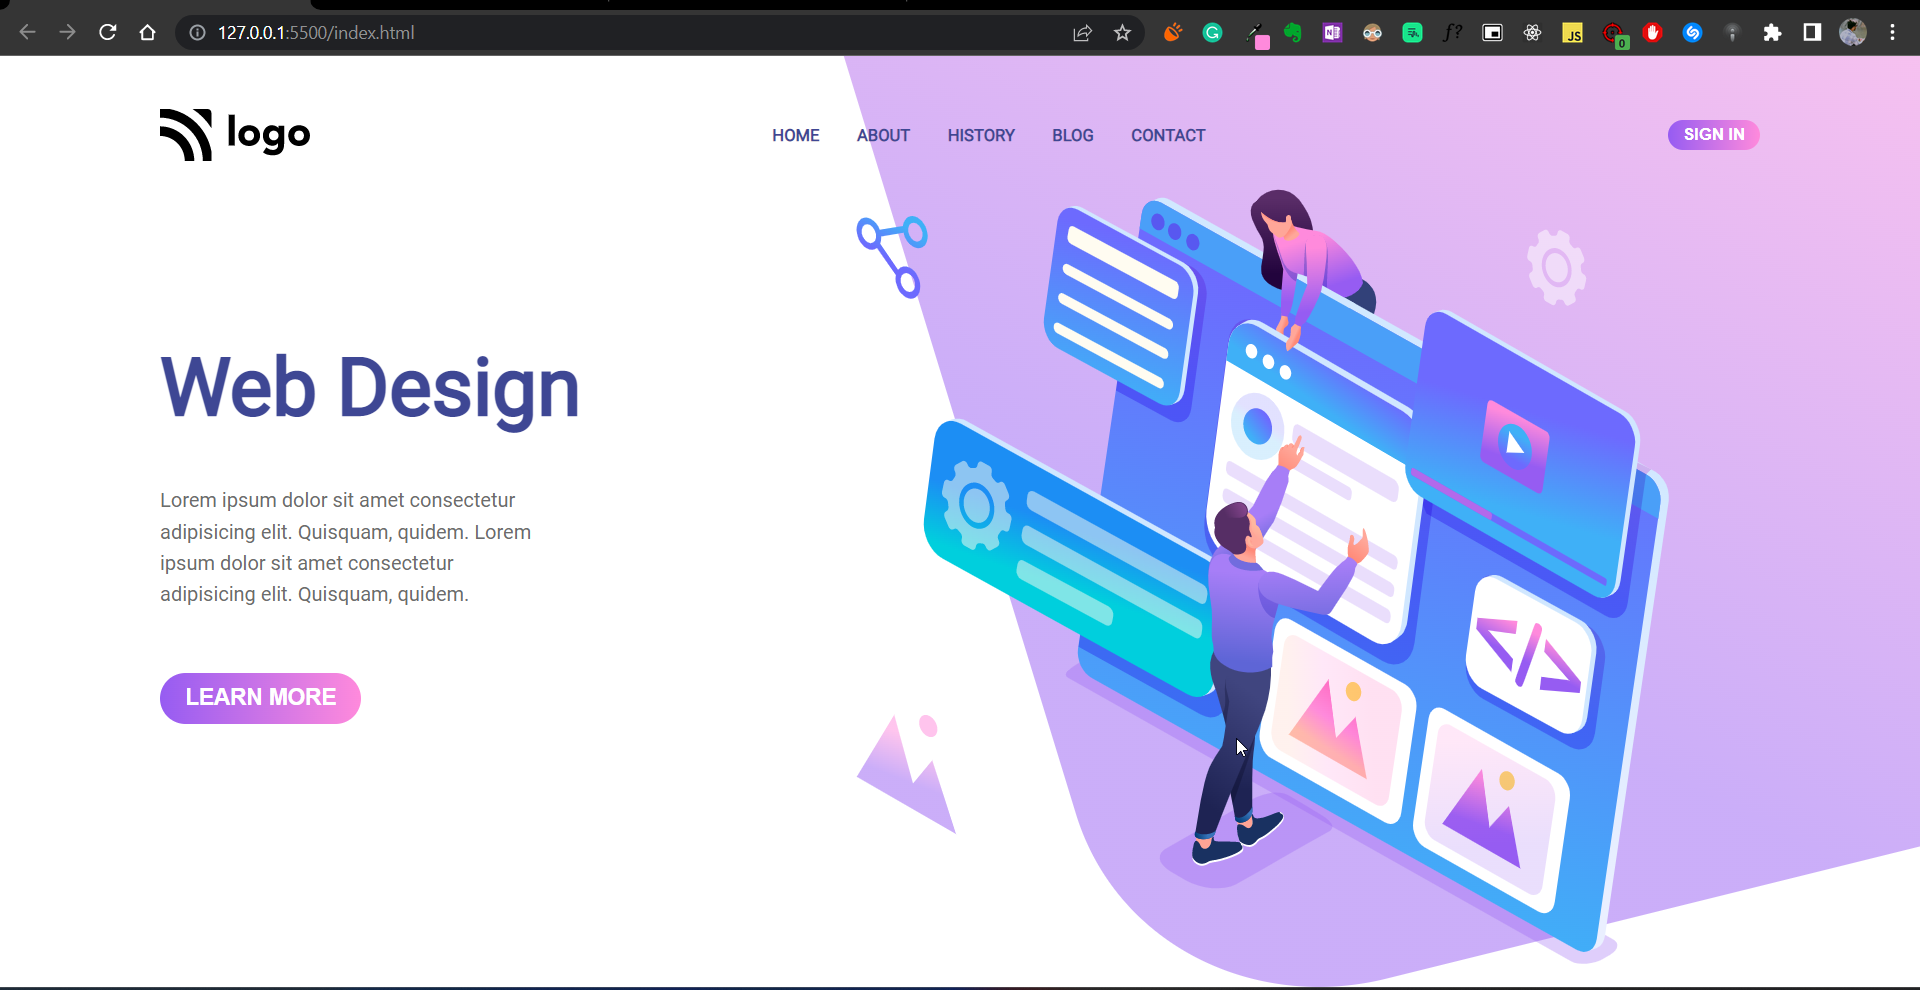 127.0.0.1:5500/index.html
logo
HOME ABOUT HISTORY BLOG CONTACT
SIGN IN
Web Design
Lorem ipsum dolor sit amet consectetur
adipisicing elit. Quisquam, quidem. Lorem
ipsum dolor sit amet consectetur
adipisicing elit. Quisquam, quidem.
LEARN MORE